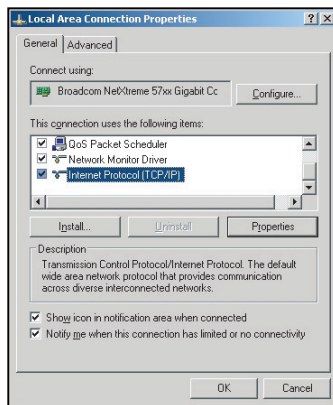 Local Area Connection Properties
General
Advanced
Connect using:
Broadcom NetXtreme 57xx Gigabit Cc
Configure...
This connection uses the following items:
QoS Packet Scheduler
Network Monitor Driver
Internet Protocol (TCP/IP)
Install...
Uninstall
Properties
Description
Transmission Control Protocol/Internet Protocol. The default
wide area network protocol that provides communication
across diverse interconnected networks.
Show icon in notification area when connected
Notify me when this connection has limited or no connectivity
OK
Cancel